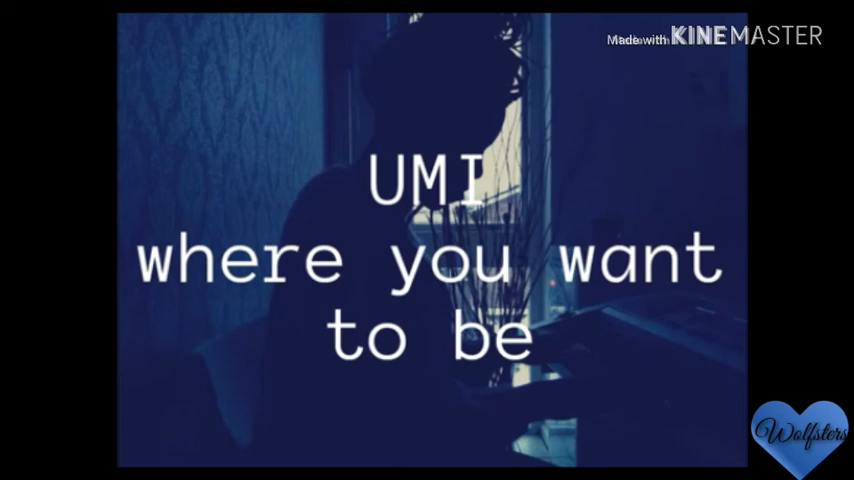 Made with KINEMASTER
UMI
where you want
to be
Wolfsters